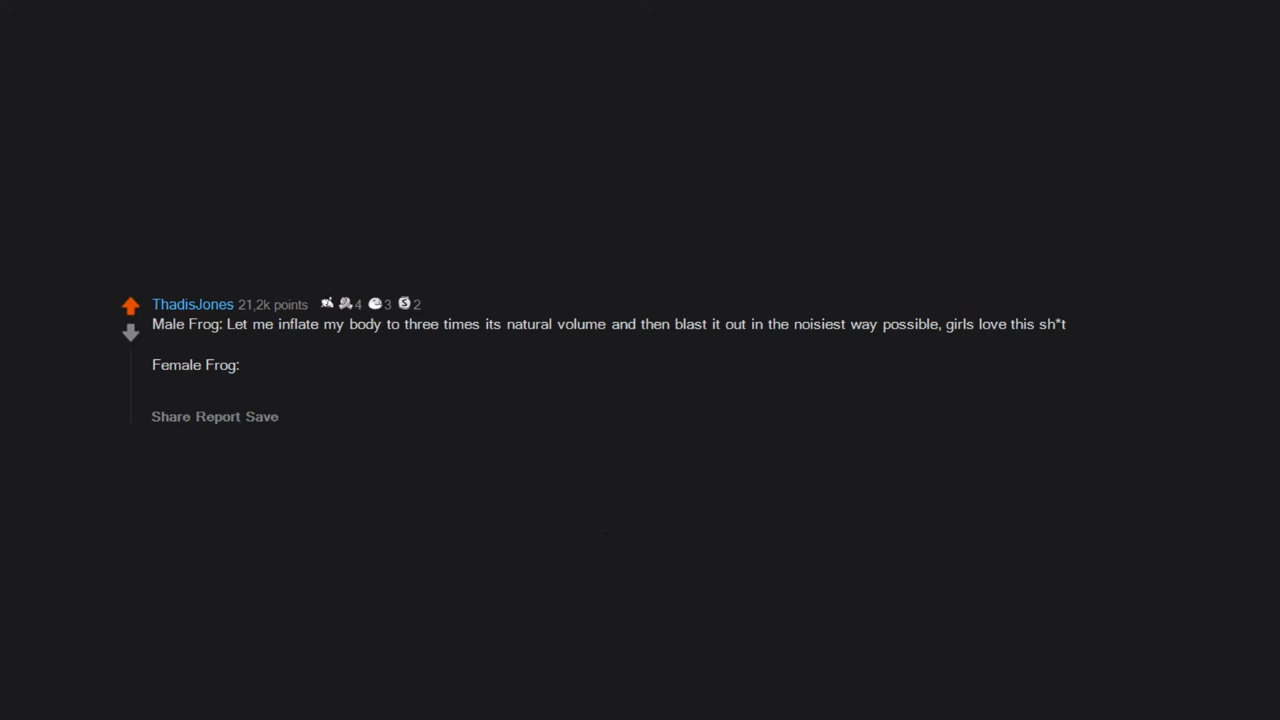 ThadisJones 21,2k points 4 3 S 2
Male Frog: Let me inflate my body to three times its natural volume and then blast it out in the noisiest way possible, girls love this sh*t
Female Frog:
Share Report Save